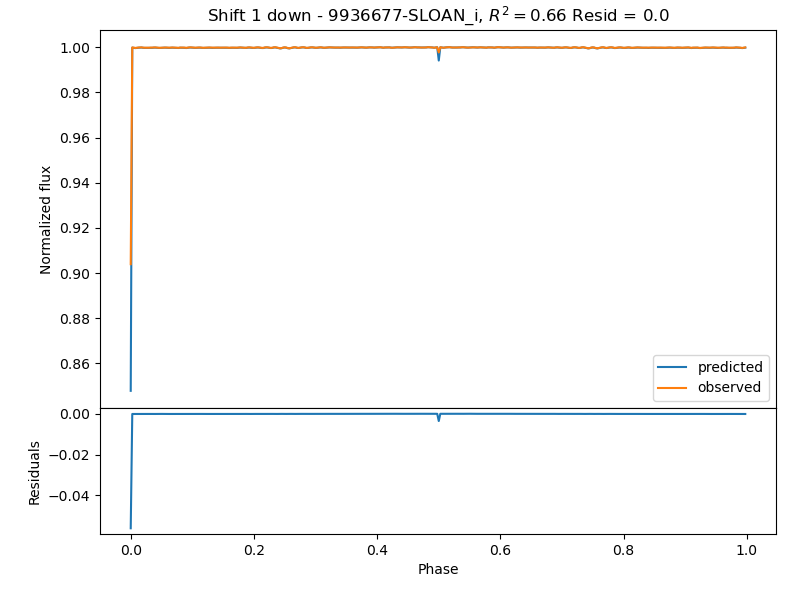 Shift 1 down - 9936677-SLOAN_i, $R^2 = 0.66$ Resid = 0.0
Normalized flux
1.00
0.98
0.96
0.94
0.92
0.90
0.88
0.86
predicted
observed
Residuals
0.00
−0.02
−0.04
0.0 0.2 0.4 0.6 0.8 1.0
Phase